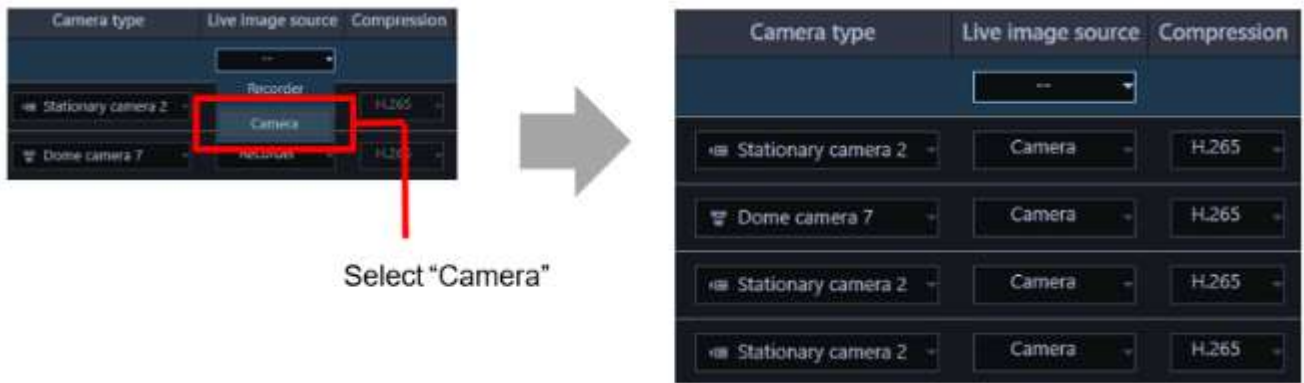 Camera type Live image source Compression
--
Recorder
Stationary camera 2 H.265
Camera
Dome camera 7 Recorder H.265
Select “Camera”
Camera type Live image source Compression
--
Stationary camera 2 Camera H.265
Dome camera 7 Camera H.265
Stationary camera 2 Camera H.265
Stationary camera 2 Camera H.265